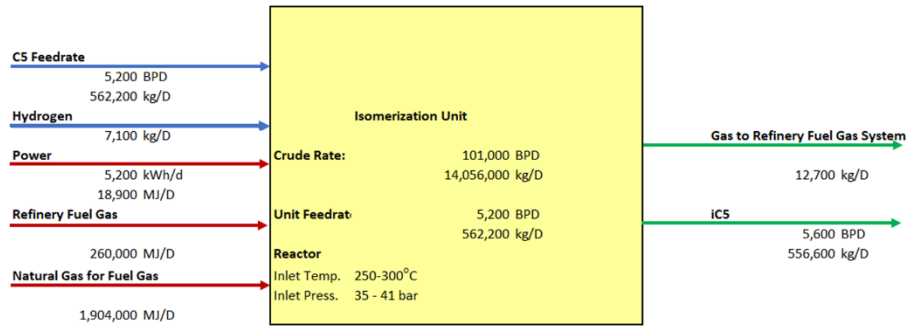 C5 Feedrate
5,200 BPD
562,200 kg/D
Hydrogen
7,100 kg/D
Power
5,200 kWh/d
18,900 MJ/D
Refinery Fuel Gas
260,000 MJ/D
Natural Gas for Fuel Gas
1,904,000 MJ/D
Isomerization Unit
Crude Rate: 101,000 BPD
14,056,000 kg/D
Unit Feedrat 5,200 BPD
562,200 kg/D
Reactor
Inlet Temp. 250-300°C
Inlet Press. 35 - 41 bar
Gas to Refinery Fuel Gas System
12,700 kg/D
iC5
5,600 BPD
556,600 kg/D